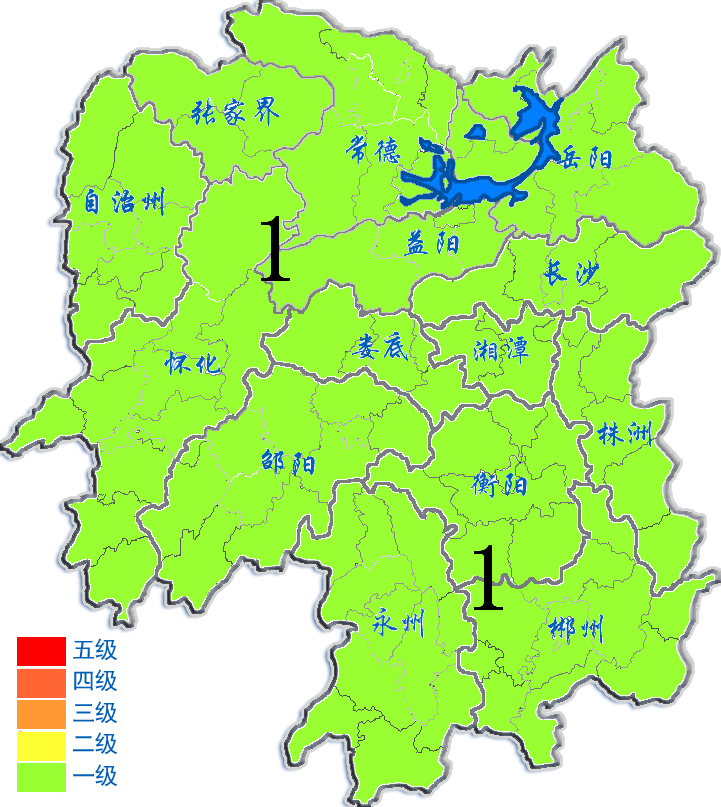 张家界
常德
岳阳
自治州
1
益阳
长沙
怀化
娄底
湘潭
株洲
邵阳
衡阳
1
永州
郴州
五级
四级
三级
二级
一级